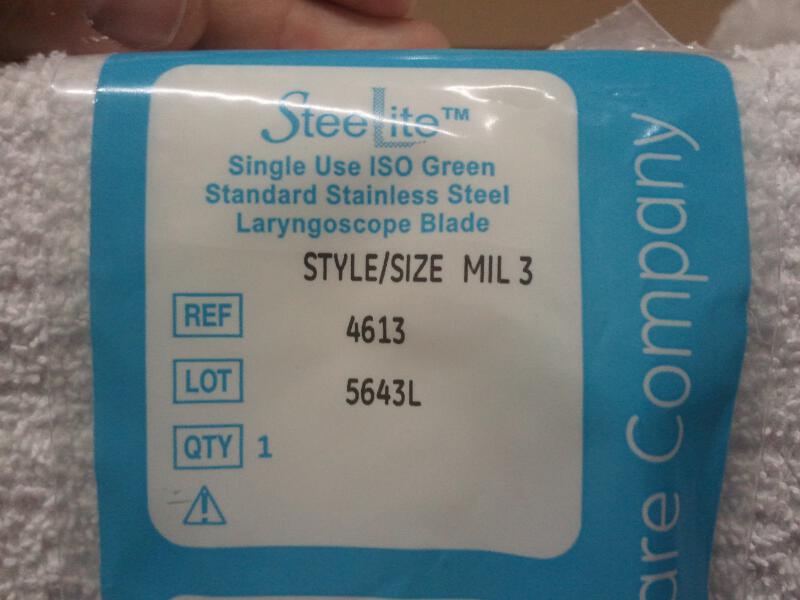 SteeLite™
Single Use ISO Green
Standard Stainless Steel
Laryngoscope Blade
STYLE/SIZE MIL 3
REF 4613
LOT 5643L
QTY 1
are Company